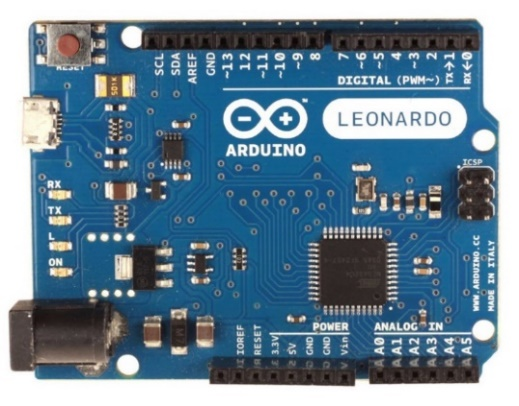 RESET
SCL
SDA
AREF
GND
~13
12
~11
~10
~9
8
7
~6
~5
4
~3
2
TX→1
RX←0
DIGITAL (PWM~)
ARDUINO
LEONARDO
ICSP
RX
TX
L
ON
WWW.ARDUINO.CC
MADE IN ITALY
POWER
ANALOG IN
IOREF
RESET
3.3V
5V
GND
GND
Vin
A0
A1
A2
A3
A4
A5